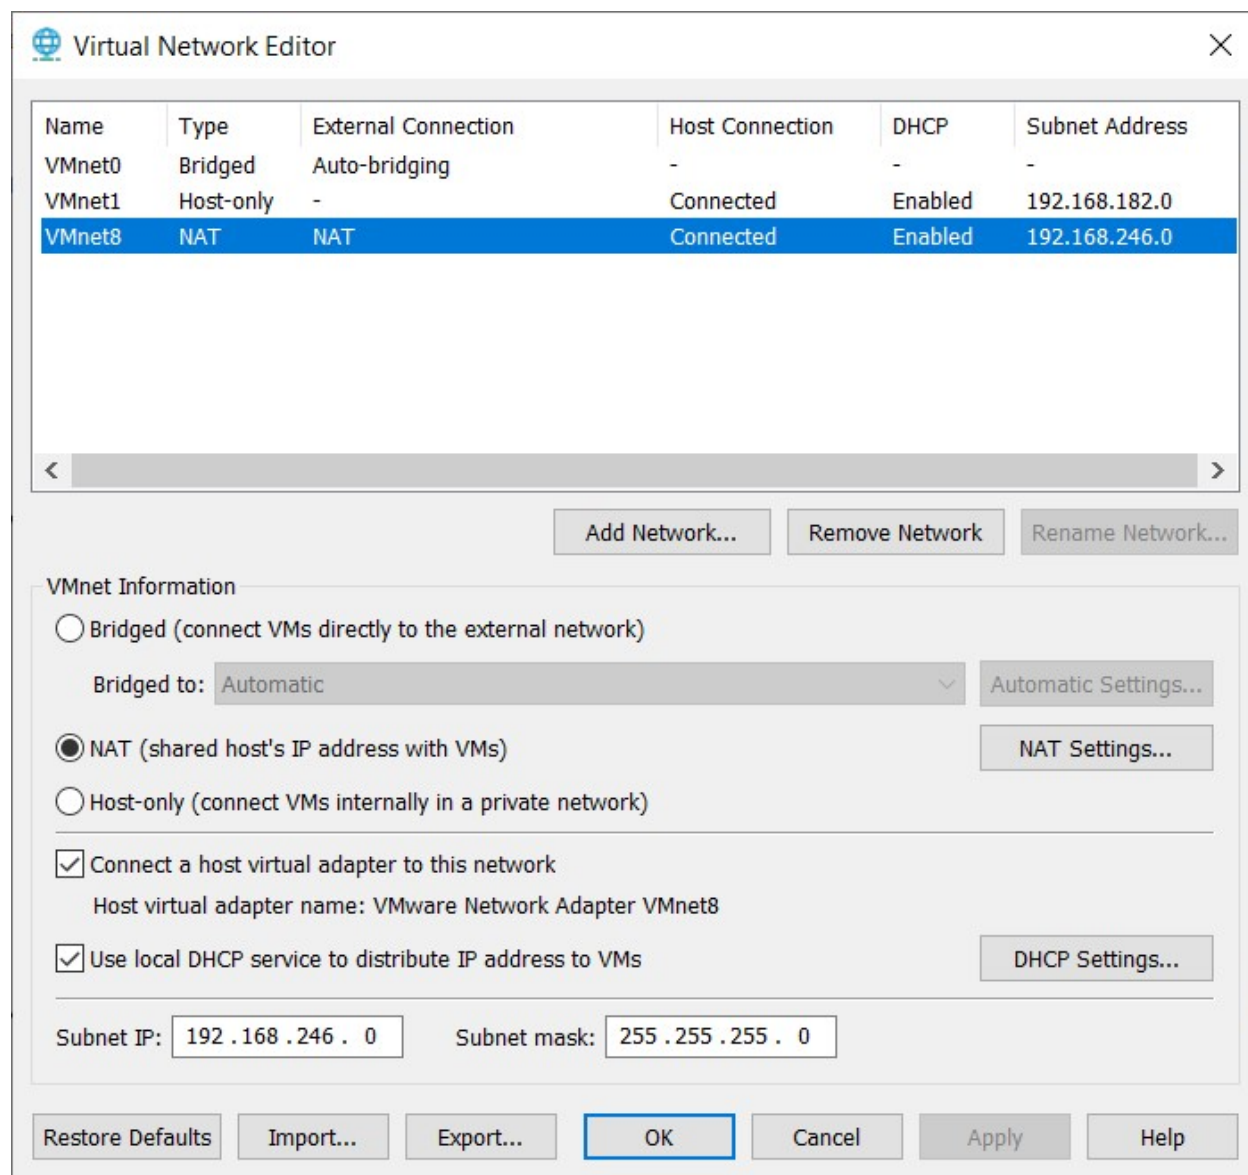 Virtual Network Editor
Name Type External Connection Host Connection DHCP Subnet Address
VMnet0 Bridged Auto-bridging - - -
VMnet1 Host-only - Connected Enabled 192.168.182.0
VMnet8 NAT NAT Connected Enabled 192.168.246.0
Add Network... Remove Network Rename Network...
VMnet Information
Bridged (connect VMs directly to the external network)
Bridged to: Automatic Automatic Settings...
NAT (shared host's IP address with VMs) NAT Settings...
Host-only (connect VMs internally in a private network)
Connect a host virtual adapter to this network
Host virtual adapter name: VMware Network Adapter VMnet8
Use local DHCP service to distribute IP address to VMs DHCP Settings...
Subnet IP: 192.168.246. 0 Subnet mask: 255.255.255. 0
Restore Defaults Import... Export... OK Cancel Apply Help